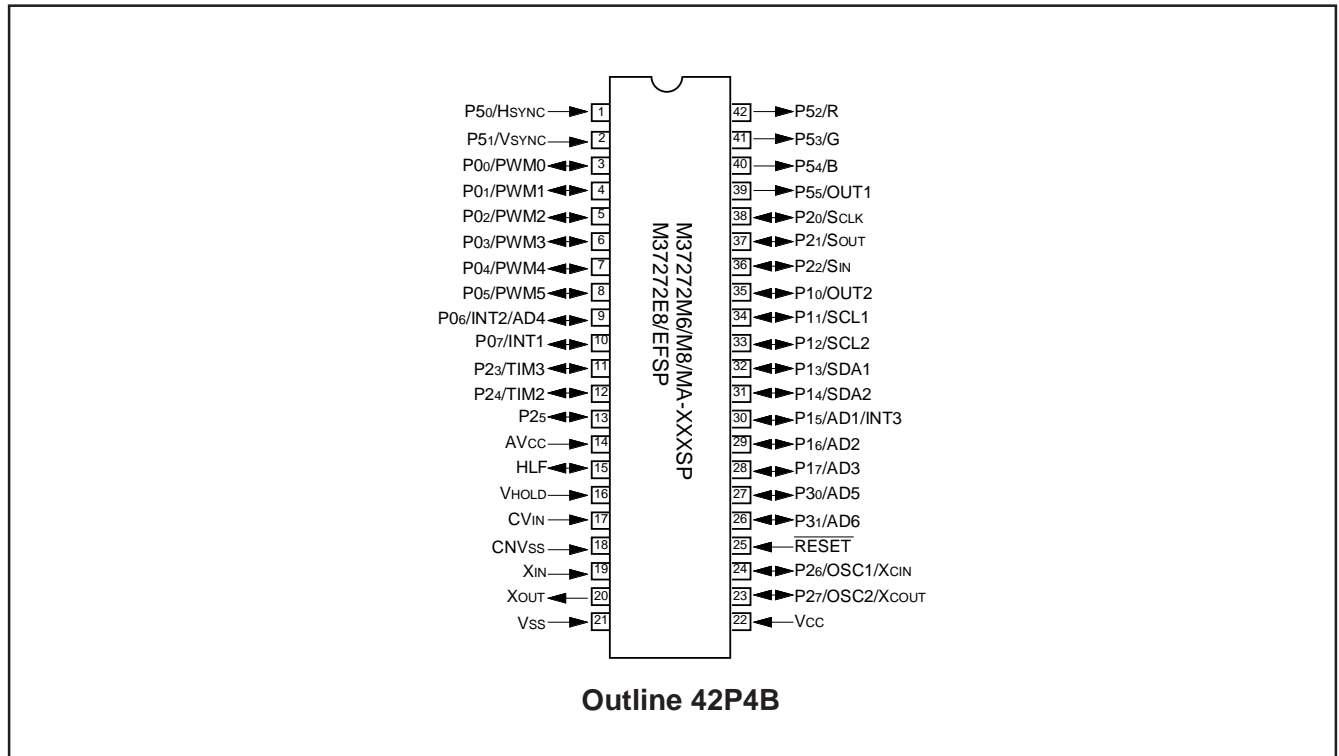 P50/HSYNC 1 42 P52/R
P51/VSYNC 2 41 P53/G
P00/PWM0 3 40 P54/B
P01/PWM1 4 39 P55/OUT1
P02/PWM2 5 38 P20/SCLK
P03/PWM3 6 37 P21/SOUT
P04/PWM4 7 36 P22/SIN
P05/PWM5 8 35 P10/OUT2
P06/INT2/AD4 9 34 P11/SCL1
P07/INT1 10 33 P12/SCL2
P23/TIM3 11 32 P13/SDA1
P24/TIM2 12 31 P14/SDA2
P25 13 30 P15/AD1/INT3
AVCC 14 29 P16/AD2
HLF 15 28 P17/AD3
VHOLD 16 27 P30/AD5
CVIN 17 26 P31/AD6
CNVSS 18 25 RESET
XIN 19 24 P26/OSC1/XCIN
XOUT 20 23 P27/OSC2/XCOUT
VSS 21 22 VCC
M37272M6/M8/MA-XXXSP
M37272E8/EFSP
Outline 42P4B